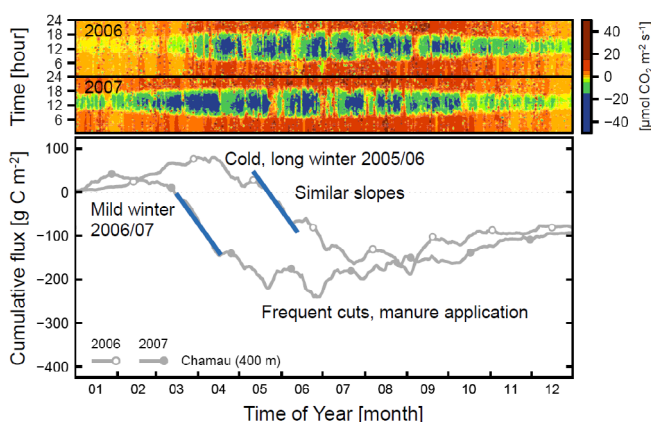 Time [hour]
24
18
12
6
24
18
12
6
2006
2007
40
20
0
−20
−40
[μmol CO₂ m⁻² s⁻¹]
Cumulative flux [g C m⁻²]
100
0
−100
−200
−300
−400
Cold, long winter 2005/06
Similar slopes
Mild winter
2006/07
Frequent cuts, manure application
2006 2007
Chamau (400 m)
01 02 03 04 05 06 07 08 09 10 11 12
Time of Year [month]